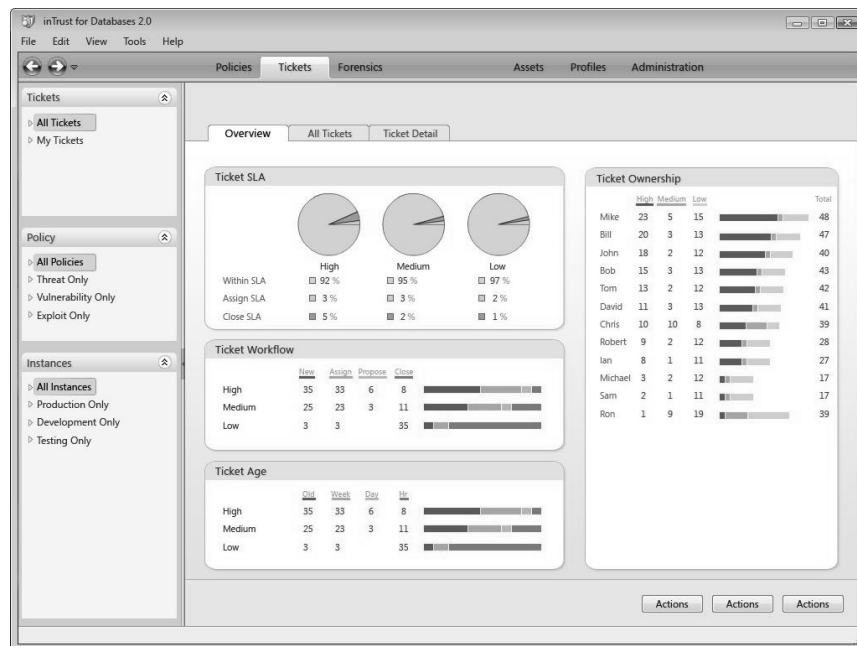 inTrust for Databases 2.0
File Edit View Tools Help
Policies Tickets Forensics Assets Profiles Administration
Tickets
All Tickets
My Tickets
Policy
All Policies
Threat Only
Vulnerability Only
Exploit Only
Instances
All Instances
Production Only
Development Only
Testing Only
Overview All Tickets Ticket Detail
Ticket SLA
High Medium Low
Within SLA 92 % 95 % 97 %
Assign SLA 3 % 3 % 2 %
Close SLA 5 % 2 % 1 %
Ticket Workflow
New Assign Propose Close
High 35 33 6 8
Medium 25 23 3 11
Low 3 3 35
Ticket Age
Old Week Day Hr
High 35 33 6 8
Medium 25 23 3 11
Low 3 3 35
Ticket Ownership
High Medium Low Total
Mike 23 5 15 48
Bill 20 3 13 47
John 18 2 12 40
Bob 15 3 13 43
Tom 13 2 12 42
David 11 3 13 41
Chris 10 10 8 39
Robert 9 2 12 28
Ian 8 1 11 27
Michael 3 2 12 17
Sam 2 1 11 17
Ron 1 9 19 39
Actions Actions Actions